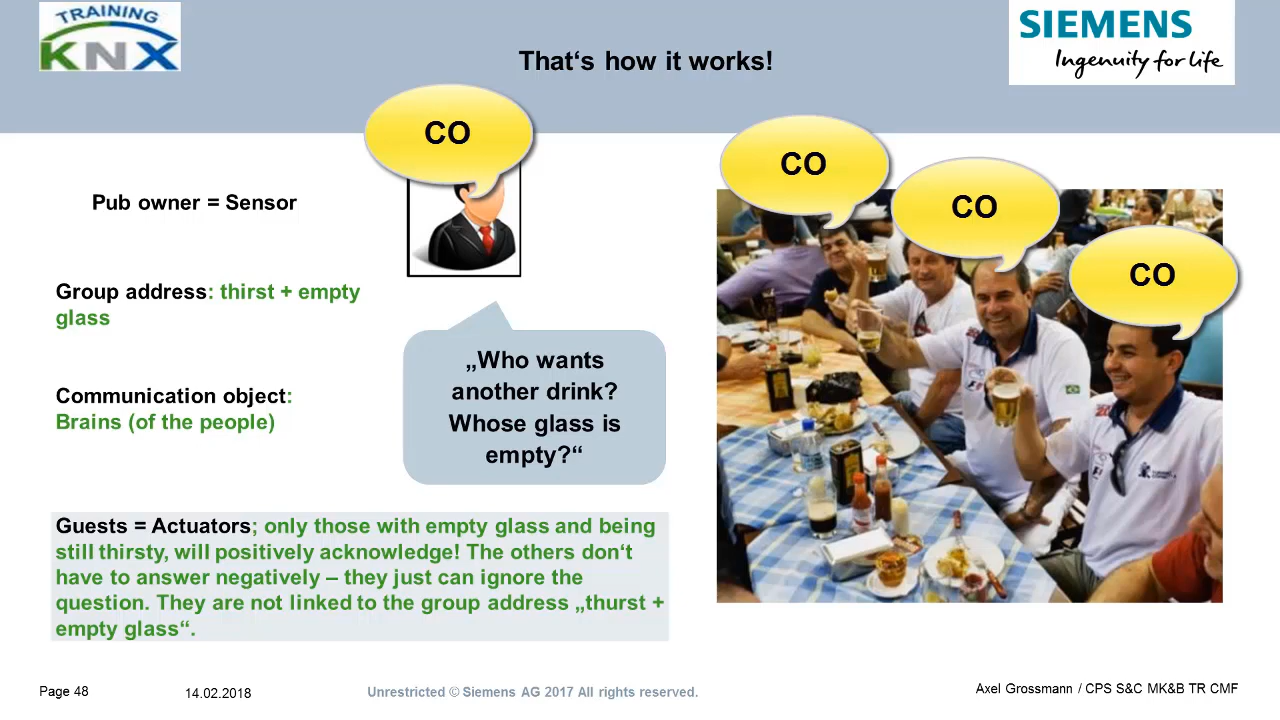 TRAINING
KNX
SIEMENS
Ingenuity for life
That‘s how it works!
CO
CO
CO
CO
Pub owner = Sensor
Group address: thirst + empty
glass
„Who wants
another drink?
Whose glass is
empty?“
Communication object:
Brains (of the people)
Guests = Actuators; only those with empty glass and being
still thirsty, will positively acknowledge! The others don‘t
have to answer negatively – they just can ignore the
question. They are not linked to the group address „thurst +
empty glass“.
Page 48
14.02.2018
Unrestricted © Siemens AG 2017 All rights reserved.
Axel Grossmann / CPS S&C MK&B TR CMF